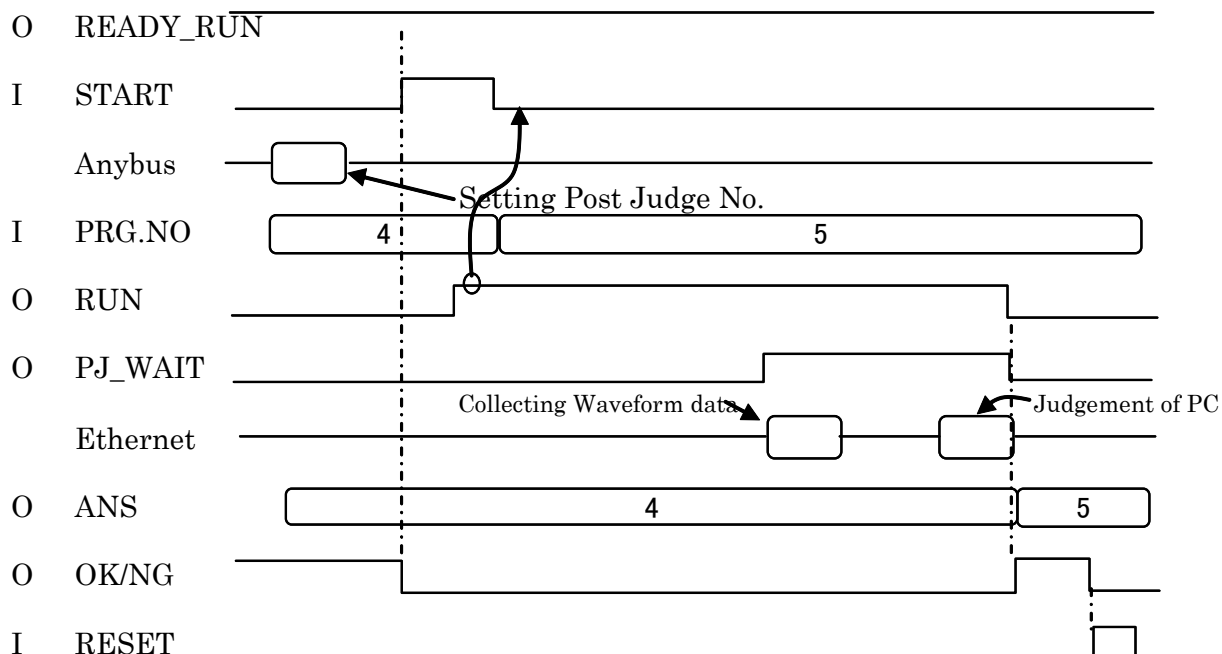 O READY_RUN
I START
Anybus
Setting Post Judge No.
I PRG.NO 4 5
O RUN
O PJ_WAIT
Collecting Waveform data
Judgement of PC
Ethernet
O ANS 4 5
O OK/NG
I RESET